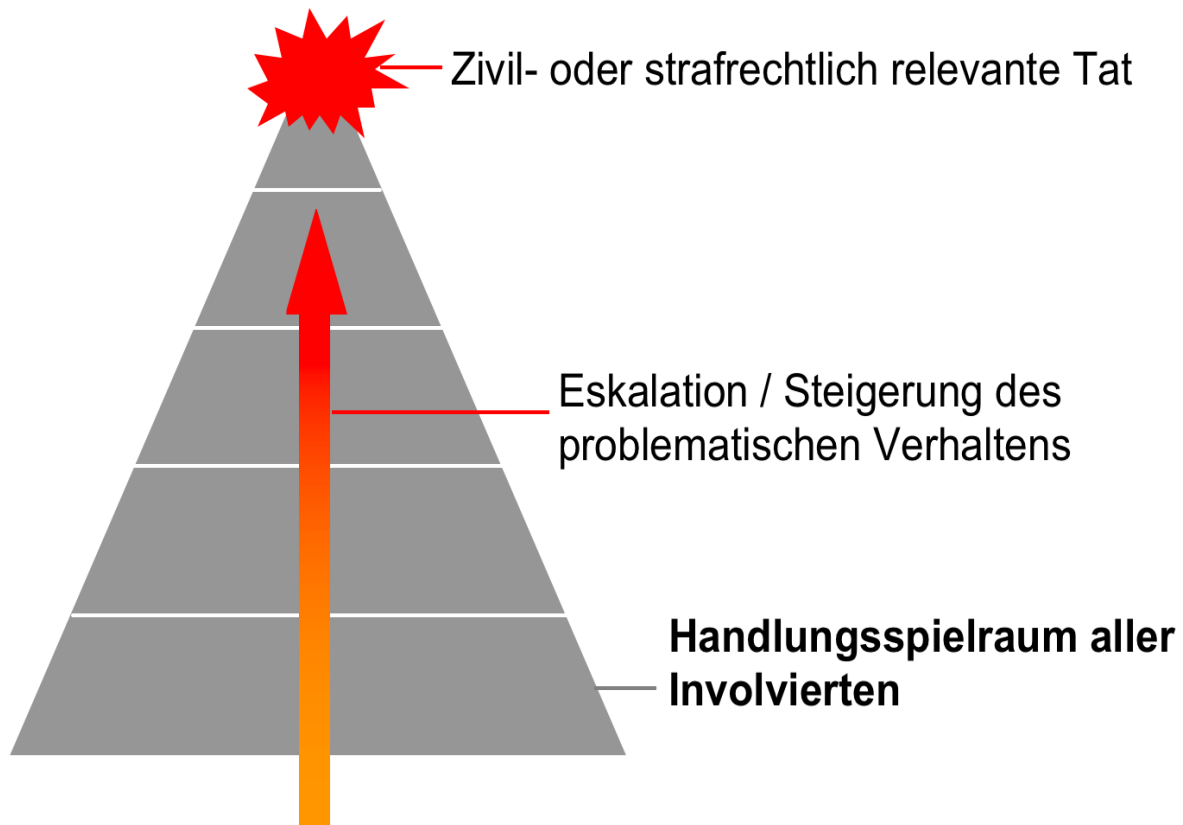 Zivil- oder strafrechtlich relevante Tat
Eskalation / Steigerung des
problematischen Verhaltens
Handlungsspielraum aller
Involvierten